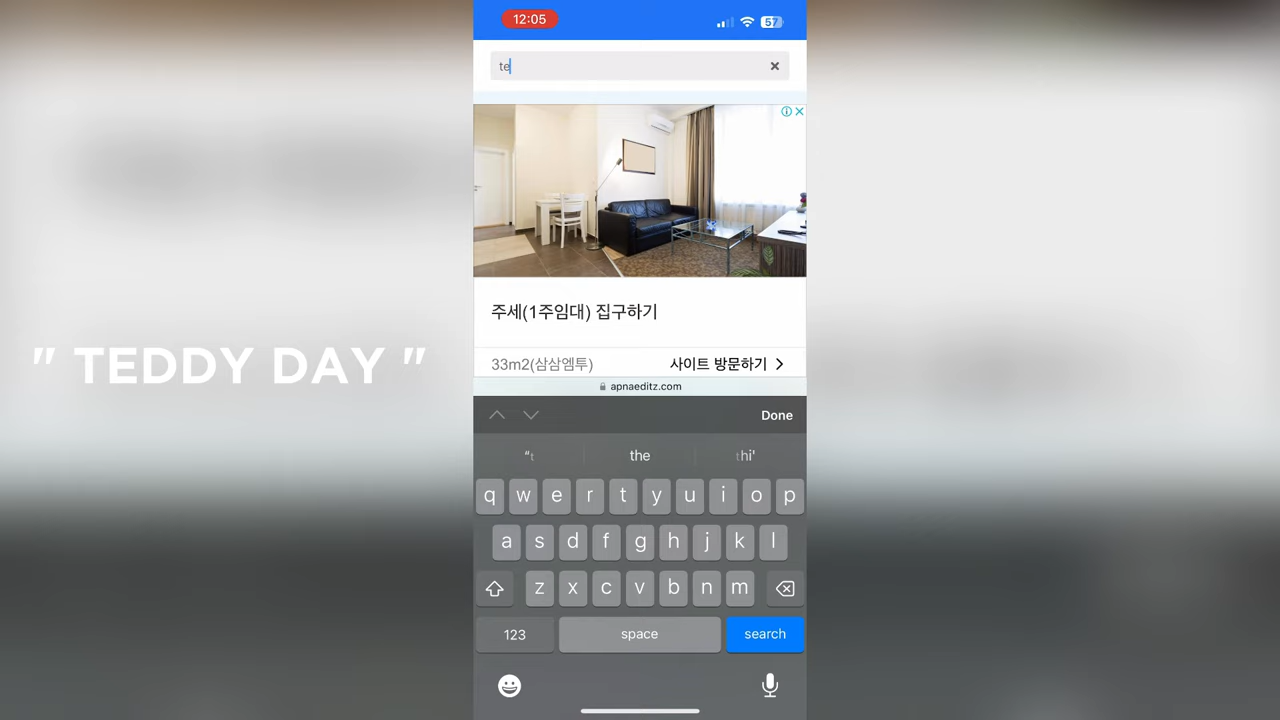 12:05
57
te
주세(1주임대) 집구하기
33m2(삼삼엠투)
사이트 방문하기
apnaeditz.com
" TEDDY DAY "
Done
“t the thi'
q w e r t y u i o p
a s d f g h j k l
z x c v b n m
123 space search